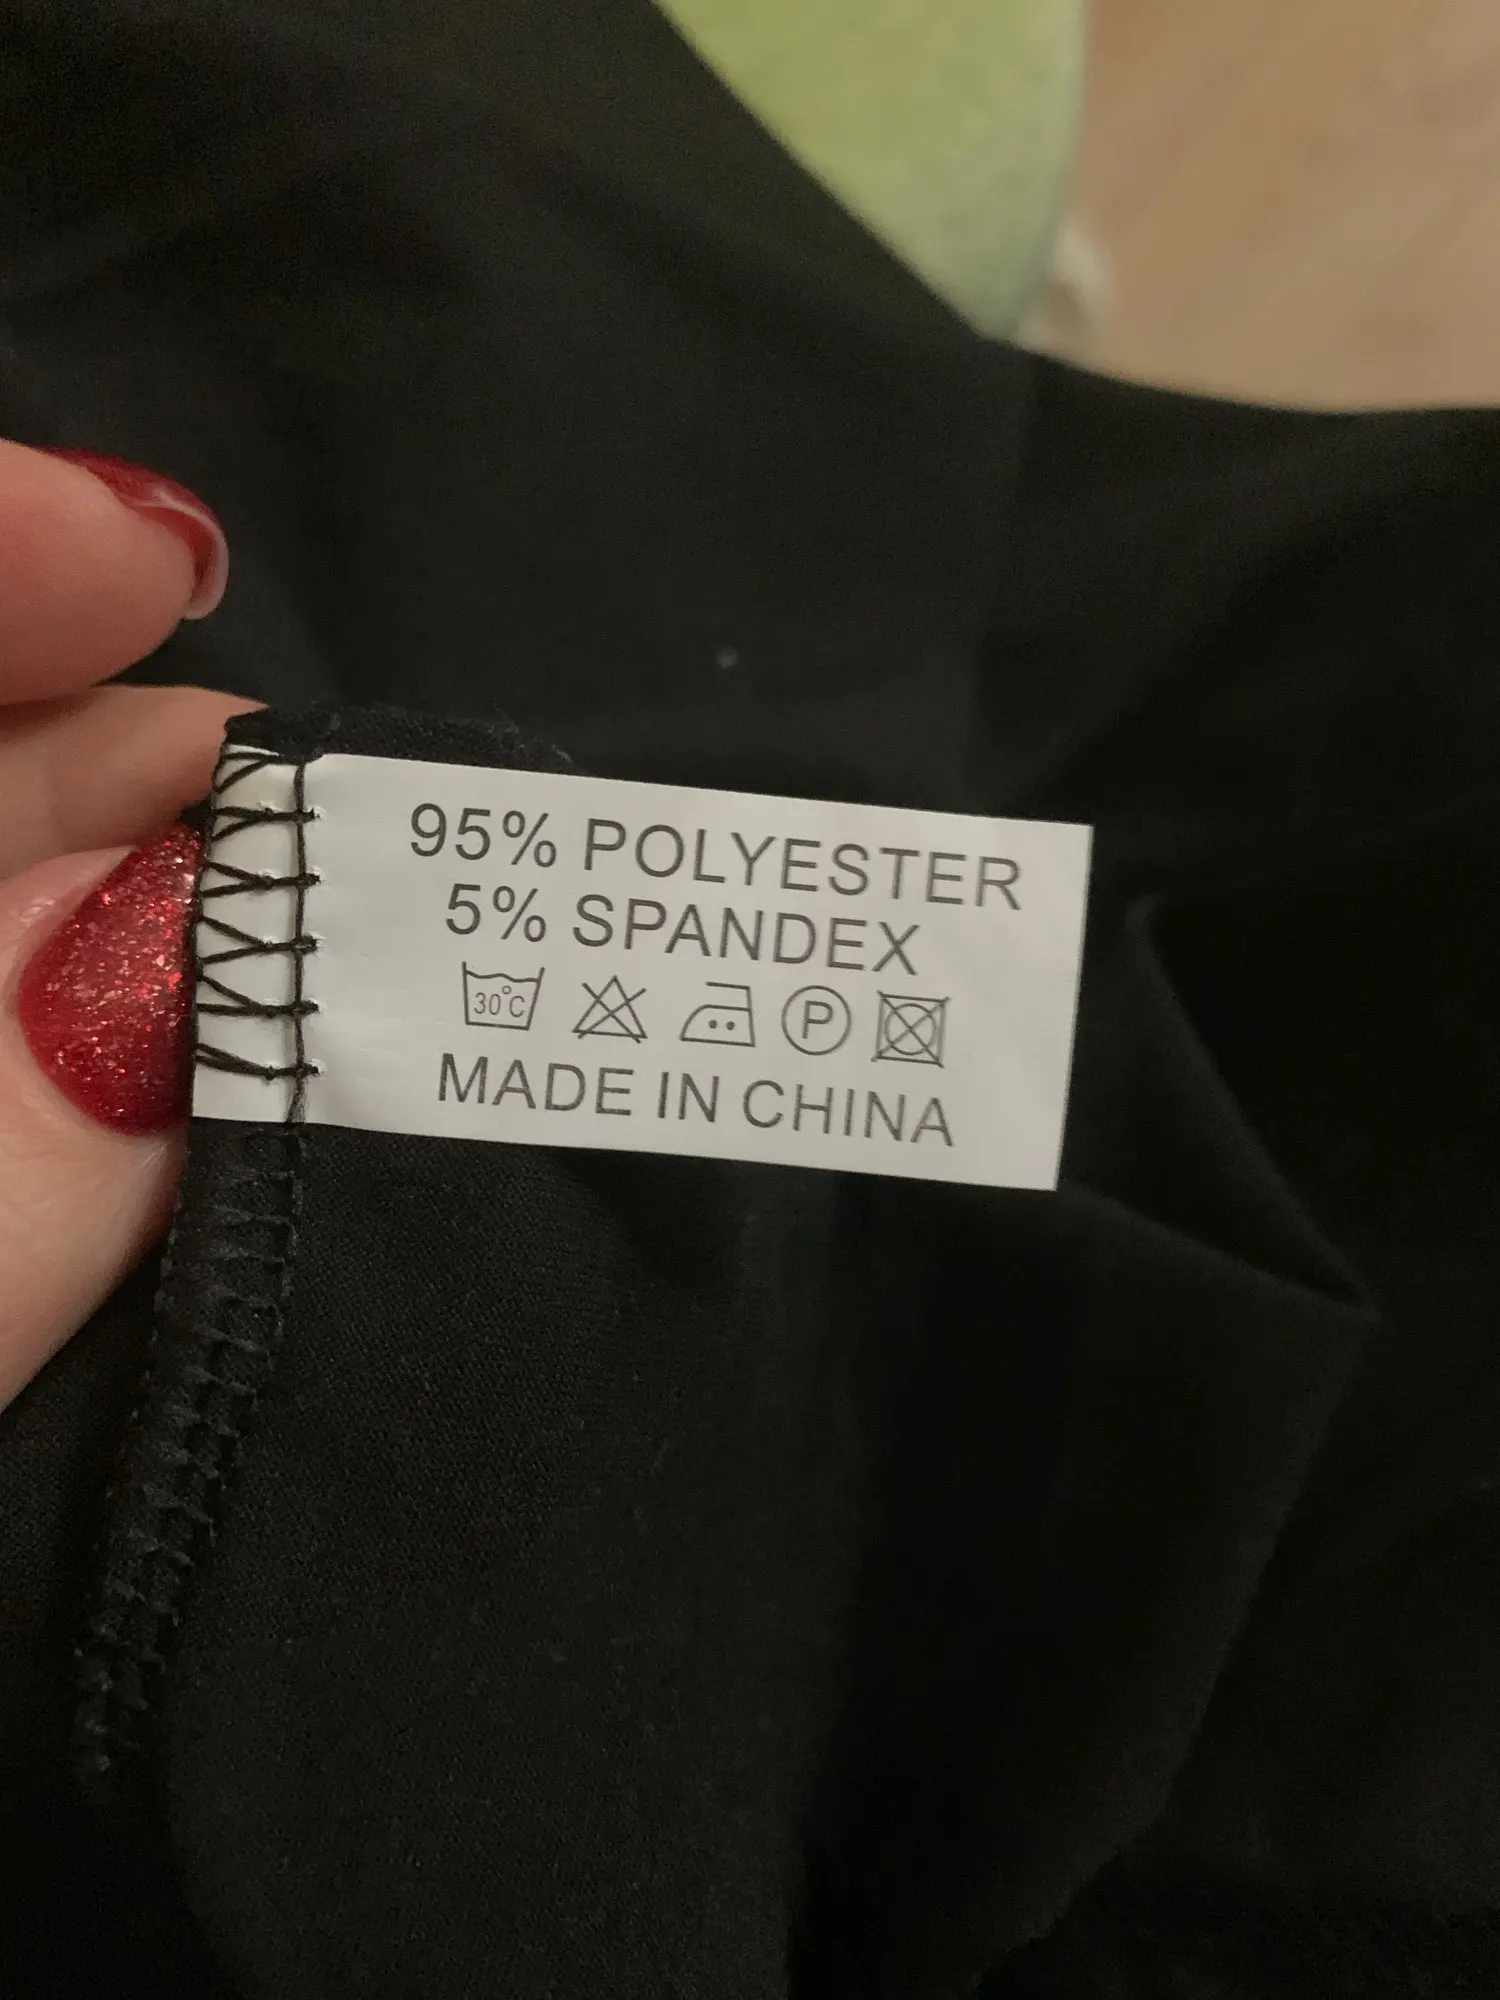 95% POLYESTER
5% SPANDEX
30°C P
MADE IN CHINA